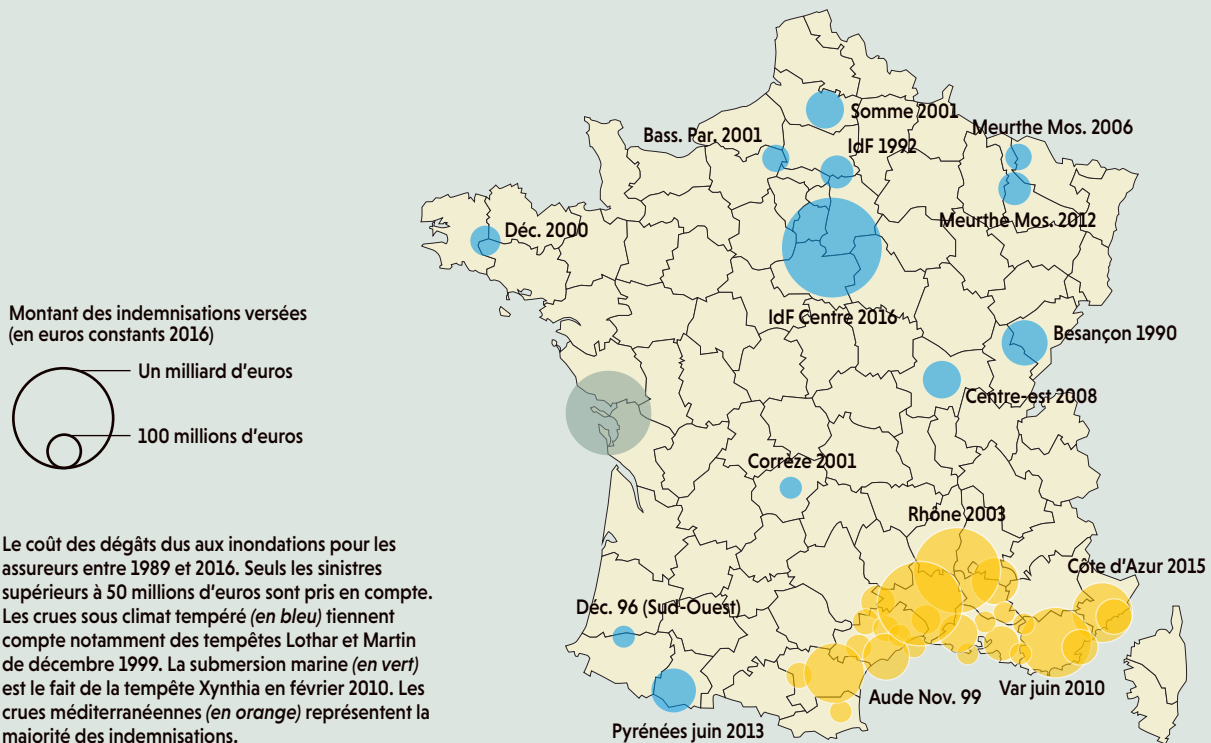 Somme 2001
Meurthe Mos. 2006
Bass. Par. 2001
IdF 1992
Meurthe Mos. 2012
Déc. 2000
Montant des indemnisations versées
(en euros constants 2016)
Un milliard d'euros
100 millions d'euros
IdF Centre 2016
Besançon 1990
Centre-est 2008
Corrèze 2001
Rhône 2003
Côte d'Azur 2015
Le coût des dégâts dus aux inondations pour les
assureurs entre 1989 et 2016. Seuls les sinistres
supérieurs à 50 millions d'euros sont pris en compte.
Les crues sous climat tempéré (en bleu) tiennent
compte notamment des tempêtes Lothar et Martin
de décembre 1999. La submersion marine (en vert)
est le fait de la tempête Xynthia en février 2010. Les
crues méditerranéennes (en orange) représentent la
majorité des indemnisations.
Déc. 96 (Sud-Ouest)
Aude Nov. 99
Var juin 2010
Pyrénées juin 2013